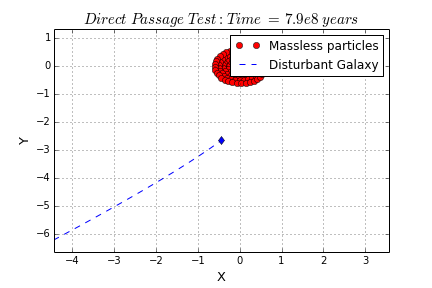 Direct Passage Test : Time = 7.9e8 years
Massless particles
Disturbant Galaxy
1
0
−1
−2
−3
−4
−5
−6
Y
−4 −3 −2 −1 0 1 2 3
X